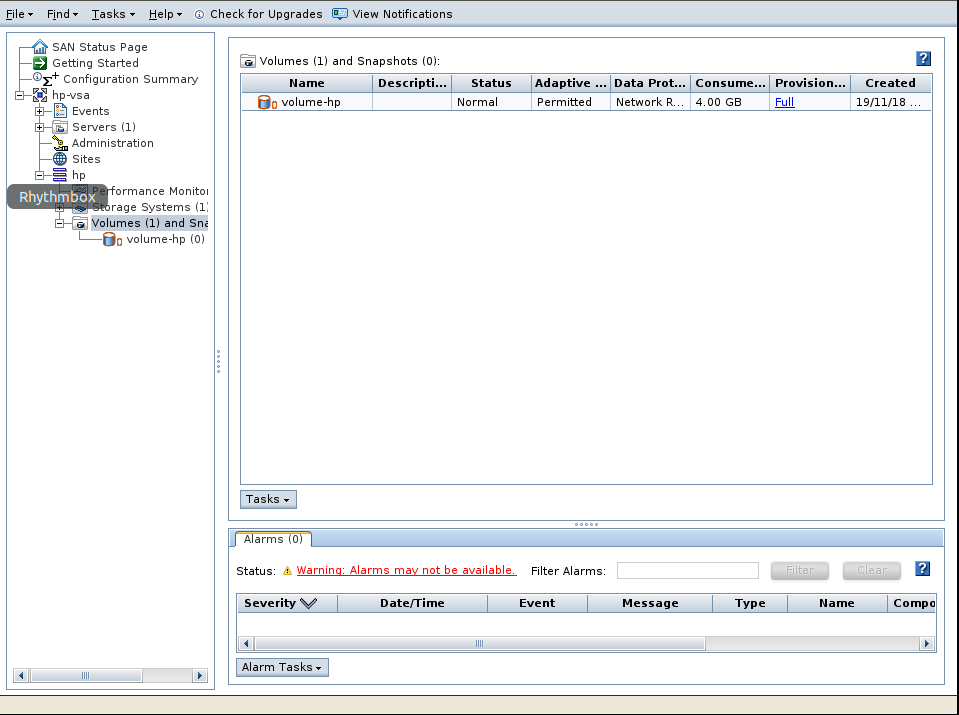 File Find Tasks Help Check for Upgrades View Notifications
SAN Status Page
Getting Started
Configuration Summary
hp-vsa
Events
Servers (1)
Administration
Sites
hp
Performance Monitor
Rhythmbox
Storage Systems (1)
Volumes (1) and Sna
volume-hp (0)
Volumes (1) and Snapshots (0):
Name Descripti... Status Adaptive ... Data Prot... Consume... Provision... Created
volume-hp Normal Permitted Network R... 4.00 GB Full 19/11/18 ...
Tasks
Alarms (0)
Status: Warning: Alarms may not be available. Filter Alarms: Filter Clear
Severity Date/Time Event Message Type Name Compo
Alarm Tasks